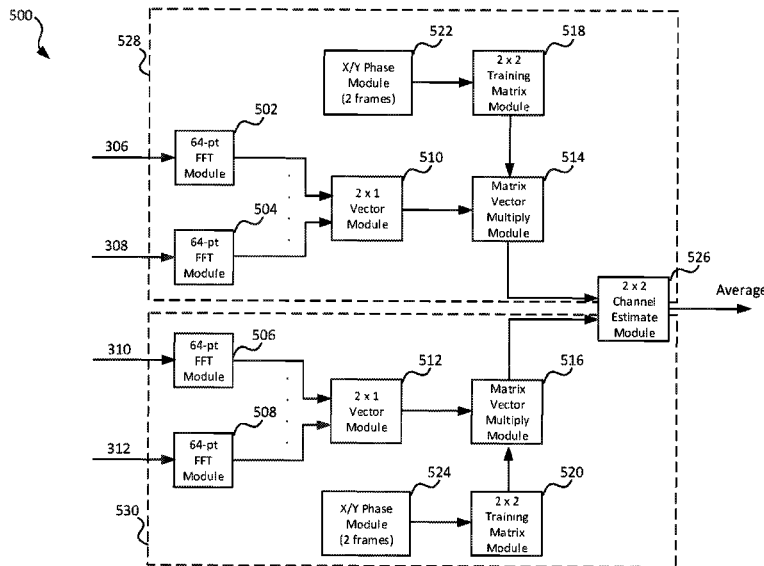 500
528
522
518
X/Y Phase
Module
(2 frames)
2 x 2
Training
Matrix
Module
502
306
64-pt
FFT
Module
510
514
2 x 1
Vector
Module
Matrix
Vector
Multiply
Module
504
308
64-pt
FFT
Module
526
2 x 2
Channel
Estimate
Module
Average
506
310
64-pt
FFT
Module
512
516
2 x 1
Vector
Module
Matrix
Vector
Multiply
Module
508
312
64-pt
FFT
Module
524
520
X/Y Phase
Module
(2 frames)
2 x 2
Training
Matrix
Module
530